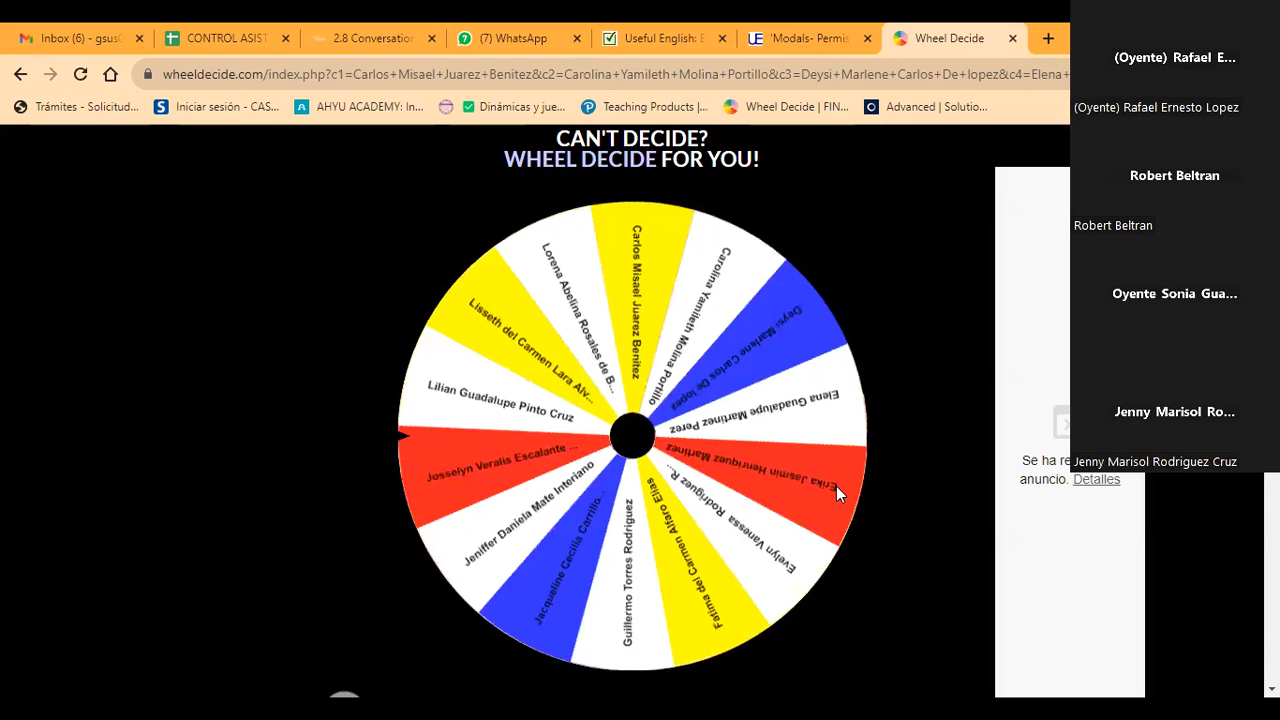 Inbox (6) - gsus
CONTROL ASIST
2.8 Conversation
(7) WhatsApp
Useful English: E
'Modals- Permis
Wheel Decide
wheeldecide.com/index.php?c1=Carlos+Misael+Juarez+Benitez&c2=Carolina+Yamileth+Molina+Portillo&c3=Deysi+Marlene+Carlos+De+lopez&c4=Elena+
Trámites - Solicitud...
Iniciar sesión - CAS...
AHYU ACADEMY: In...
Dinámicas y jue...
Teaching Products |...
Wheel Decide | FIN...
Advanced | Solutio...
CAN'T DECIDE?
WHEEL DECIDE FOR YOU!
Carlos Misael Juarez Benitez
Carolina Yamileth Molina Portillo
Deysi Marlene Carlos De lopez
Elena Guadalupe Martinez Perez
Erika Jasmin Henriquez Martinez
Evelyn Vanessa Rodriguez R...
Fatima del Carmen Alfaro Elias
Guillermo Torres Rodriguez
Jacqueline Cecilia Carrillo...
Jeniffer Daniela Mate Interiano
Josselyn Veralis Escalante ...
Lilian Guadalupe Pinto Cruz
Lisseth del Carmen Lara Alv...
Lorena Abelina Rosales de B...
Se ha re
anuncio. Detalles
(Oyente) Rafael E...
(Oyente) Rafael Ernesto Lopez
Robert Beltran
Robert Beltran
Oyente Sonia Gua...
Jenny Marisol Ro...
Jenny Marisol Rodriguez Cruz